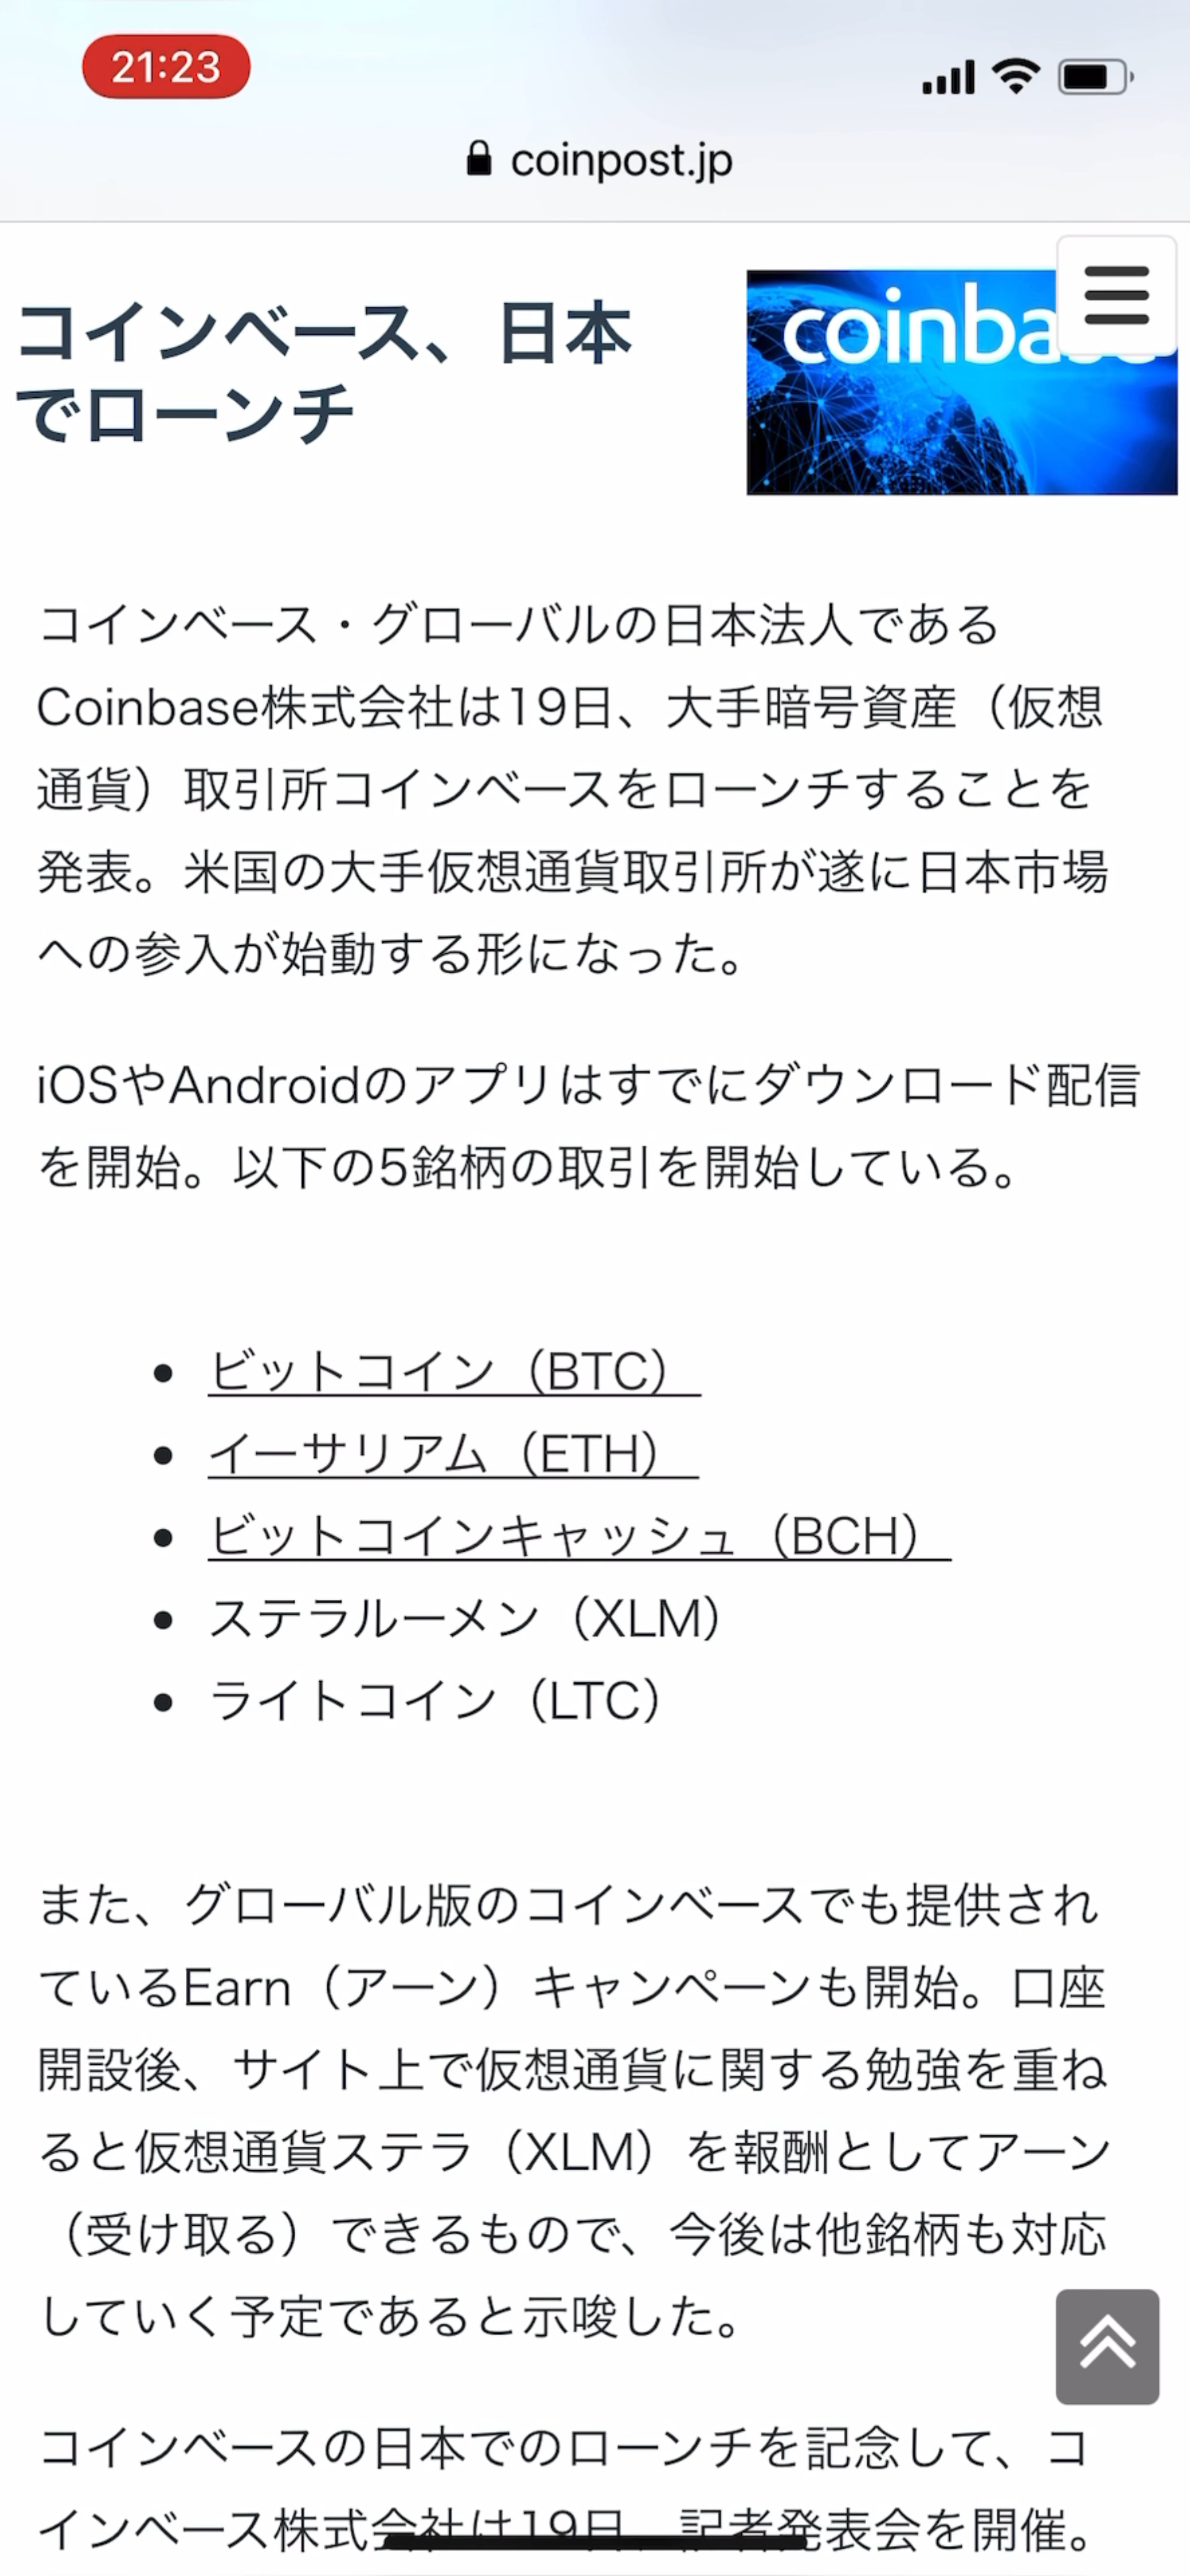 21:23
coinpost.jp
コインベース、日本
でローンチ
コインベース・グローバルの日本法人である
Coinbase株式会社は19日、大手暗号資産（仮想
通貨）取引所コインベースをローンチすることを
発表。米国の大手仮想通貨取引所が遂に日本市場
への参入が始動する形になった。
iOSやAndroidのアプリはすでにダウンロード配信
を開始。以下の5銘柄の取引を開始している。
• ビットコイン（BTC）
• イーサリアム（ETH）
• ビットコインキャッシュ（BCH）
• ステラルーメン（XLM）
• ライトコイン（LTC）
また、グローバル版のコインベースでも提供され
ているEarn（アーン）キャンペーンも開始。口座
開設後、サイト上で仮想通貨に関する勉強を重ね
ると仮想通貨ステラ（XLM）を報酬としてアーン
（受け取る）できるもので、今後は他銘柄も対応
していく予定であると示唆した。
コインベースの日本でのローンチを記念して、コ
インベース株式会社は19日、記者発表会を開催。